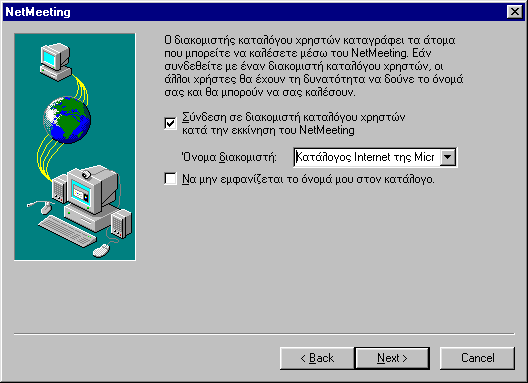 NetMeeting
Ο διακομιστής καταλόγου χρηστών καταγράφει τα άτομα
που μπορείτε να καλέσετε μέσω του NetMeeting. Εάν
συνδεθείτε με έναν διακομιστή καταλόγου χρηστών, οι
άλλοι χρήστες θα έχουν τη δυνατότητα να δούνε το όνομά
σας και θα μπορούν να σας καλέσουν.
Σύνδεση σε διακομιστή καταλόγου χρηστών
κατά την εκκίνηση του NetMeeting
Όνομα διακομιστή: Κατάλογος Internet της Micr
Να μην εμφανίζεται το όνομά μου στον κατάλογο.
< Back Next > Cancel